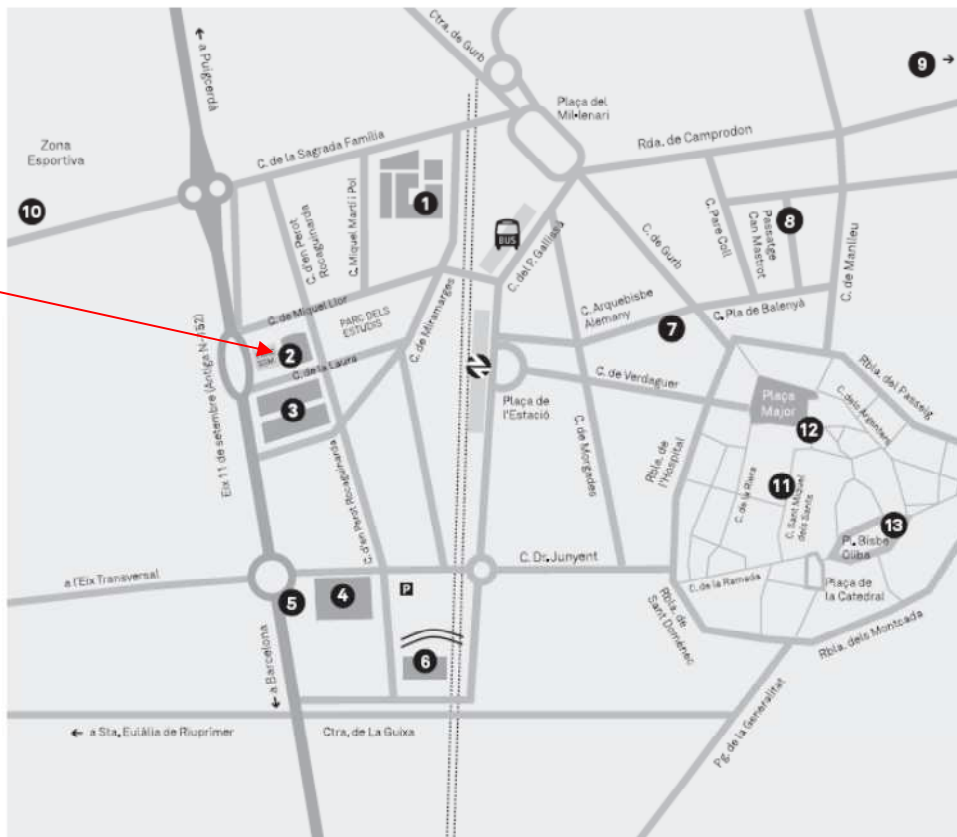 Ctra. de Gurb
← a Puigcerdà
9 →
Plaça del
Mil·lenari
Zona
Esportiva
C. de la Sagrada Família
Rda. de Camprodon
10
1
C. d'en Perot
Rocaguinarda
C. Miquel Martí i Pol
BUS
C. del P. Gallissà
C. de Gurb
C. Pare Coll
Passatge
Can Mastrot
8
C. de Manlleu
C. de Miquel Llor
PARC DELS
ESTUDIS
C. de Miramarges
C. Arquebisbe
Alemany
7
C. Pla de Balenyà
2
C. de la Laura
3
Eix 11 de setembre (Antiga N-152)
Plaça de
l'Estació
C. de Verdaguer
Rbla. del Passeig
Plaça
Major
C. dels Argenters
12
C. de Morgades
Rbla. de
l'Hospital
C. de la Riera
11
C. Sant Miquel
dels Sants
13
C. d'en Perot Rocaguinarda
Pl. Bisbe
Oliba
C. Dr. Junyent
a l'Eix Transversal
C. de la Ramada
Plaça de
la Catedral
5
4
P
6
Rbla. de
Sant Domènec
Rbla. dels Montcada
← a Barcelona
← a Sta. Eulàlia de Riuprimer
Ctra. de La Guixa
Pg. de la Generalitat